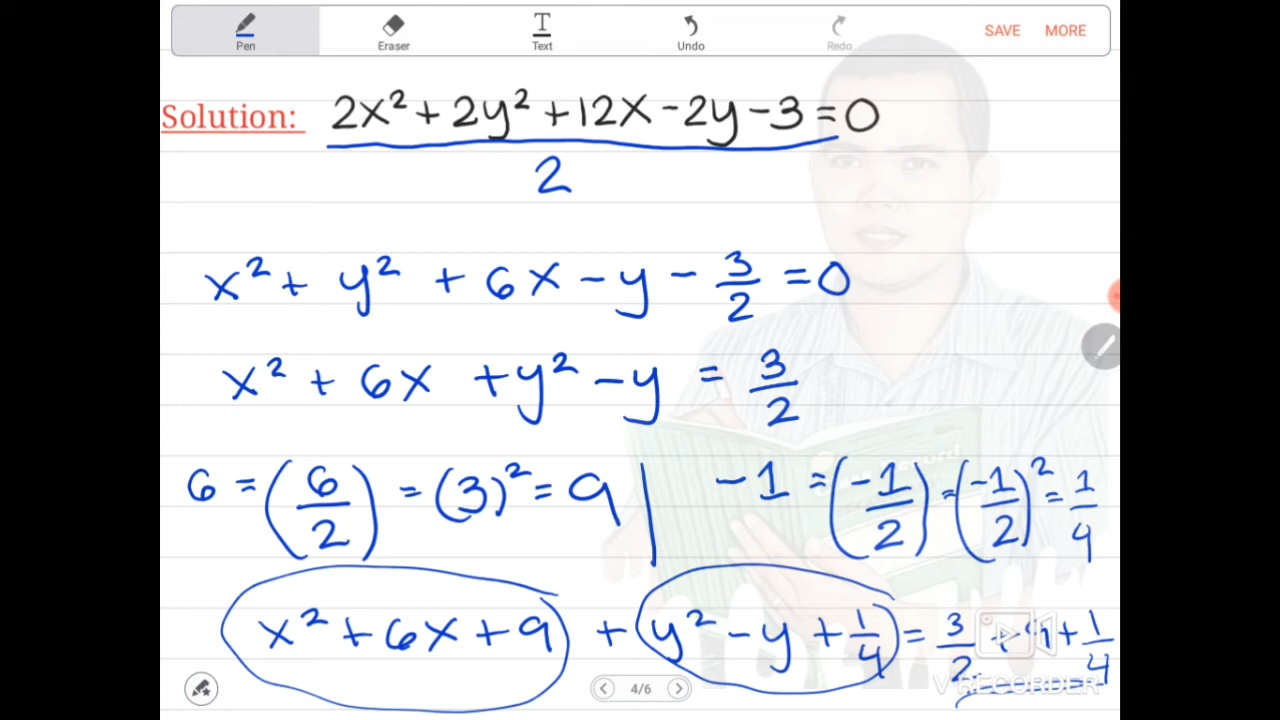 Pen Eraser Text Undo Redo SAVE MORE
Solution: 2x² + 2y² + 12x - 2y - 3 = 0
2
x² + y² + 6x - y - 3/2 = 0
x² + 6x + y² - y = 3/2
6 = (6/2) = (3)² = 9 | -1 = (-1/2) = (-1/2)² = 1/4
x² + 6x + 9 + (y² - y + 1/4) = 3/2 + 9 + 1/4
4/6
V RECORDER